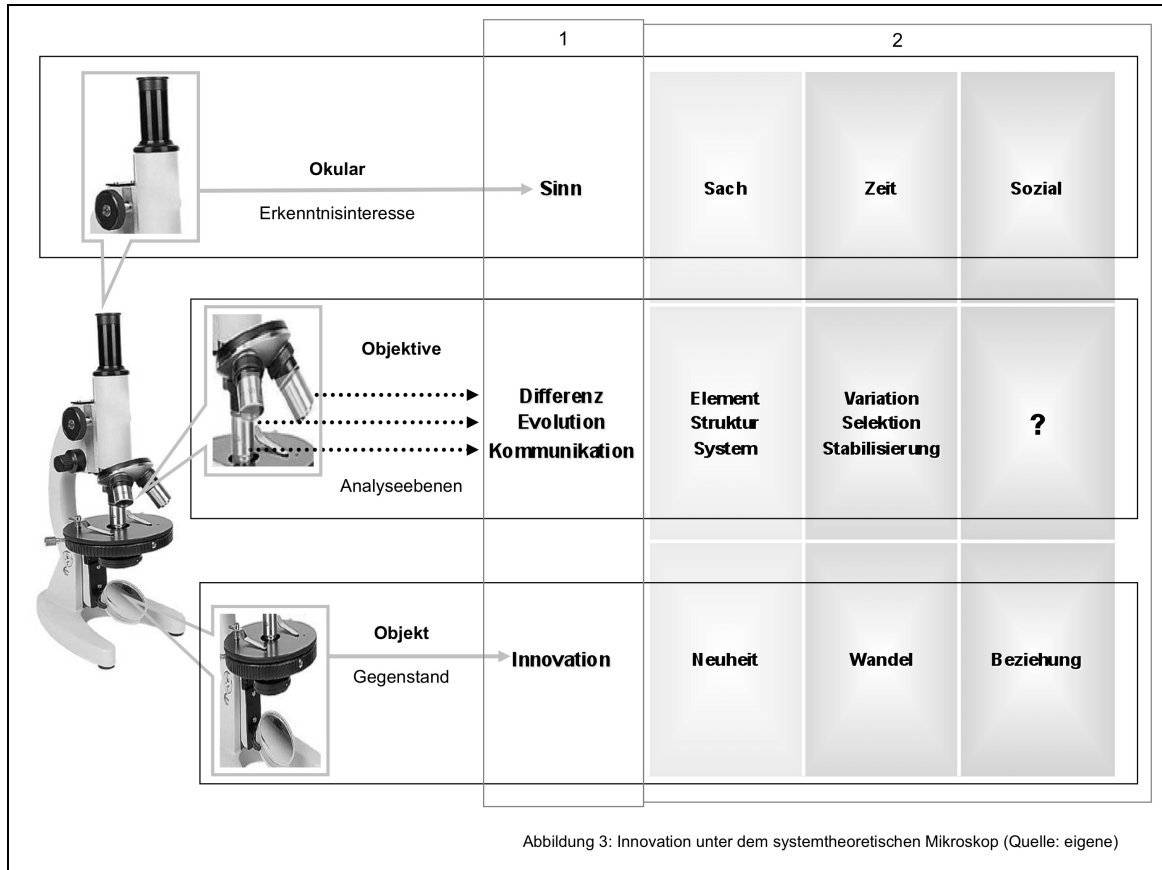 1
2
Okular
Erkenntnisinteresse
Sinn
Sach
Zeit
Sozial
Objektive
Analyseebenen
Differenz
Evolution
Kommunikation
Element
Struktur
System
Variation
Selektion
Stabilisierung
?
Objekt
Gegenstand
Innovation
Neuheit
Wandel
Beziehung
Abbildung 3: Innovation unter dem systemtheoretischen Mikroskop (Quelle: eigene)